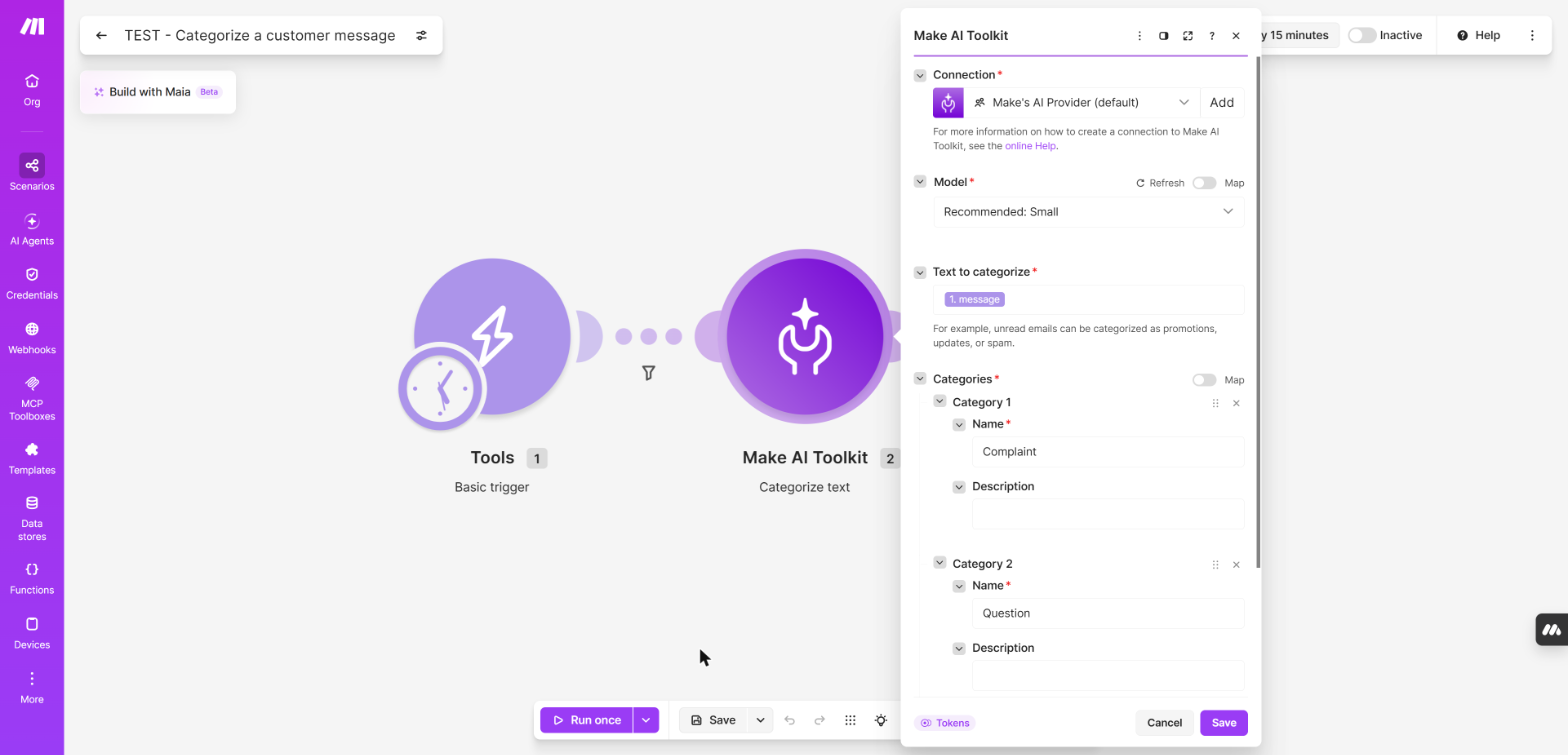 TEST - Categorize a customer message
Build with Maia Beta
Org
Scenarios
AI Agents
Credentials
Webhooks
MCP
Toolboxes
Templates
Data
stores
Functions
Devices
More
Tools 1
Basic trigger
Make AI Toolkit 2
Categorize text
Run once
Save
y 15 minutes
Inactive
Help
Make AI Toolkit
Connection*
Make's AI Provider (default)
Add
For more information on how to create a connection to Make AI
Toolkit, see the online Help.
Model*
Refresh
Map
Recommended: Small
Text to categorize*
1. message
For example, unread emails can be categorized as promotions,
updates, or spam.
Categories*
Map
Category 1
Name*
Complaint
Description
Category 2
Name*
Question
Description
Tokens
Cancel
Save